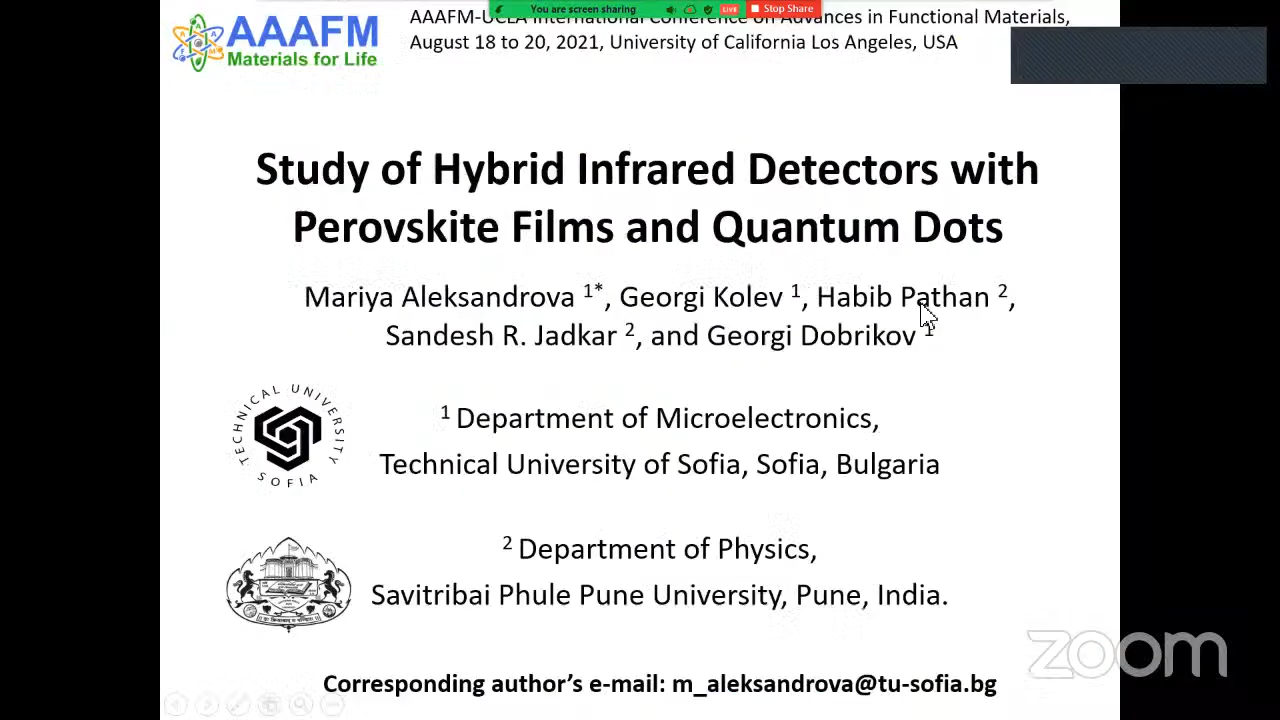 You are screen sharing
LIVE
Stop Share
AAAFM
Materials for Life
AAAFM-UCLA International Conference on Advances in Functional Materials,
August 18 to 20, 2021, University of California Los Angeles, USA
Study of Hybrid Infrared Detectors with
Perovskite Films and Quantum Dots
Mariya Aleksandrova 1*, Georgi Kolev 1, Habib Pathan 2,
Sandesh R. Jadkar 2, and Georgi Dobrikov 1
TECHNICAL UNIVERSITY
SOFIA
1 Department of Microelectronics,
Technical University of Sofia, Sofia, Bulgaria
2 Department of Physics,
Savitribai Phule Pune University, Pune, India.
zoom
Corresponding author’s e-mail: m_aleksandrova@tu-sofia.bg